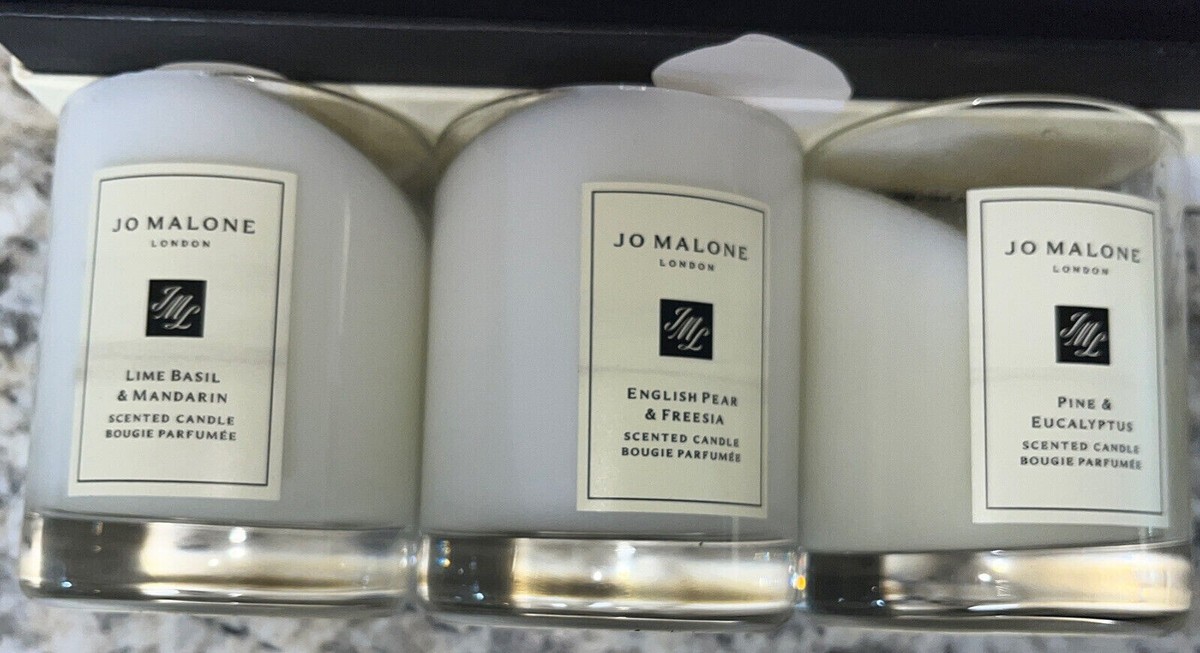 JO MALONE
LONDON
JML
LIME BASIL
& MANDARIN
SCENTED CANDLE
BOUGIE PARFUMÉE
JO MALONE
LONDON
JML
ENGLISH PEAR
& FREESIA
SCENTED CANDLE
BOUGIE PARFUMÉE
JO MALONE
LONDON
JML
PINE &
EUCALYPTUS
SCENTED CANDLE
BOUGIE PARFUMÉE